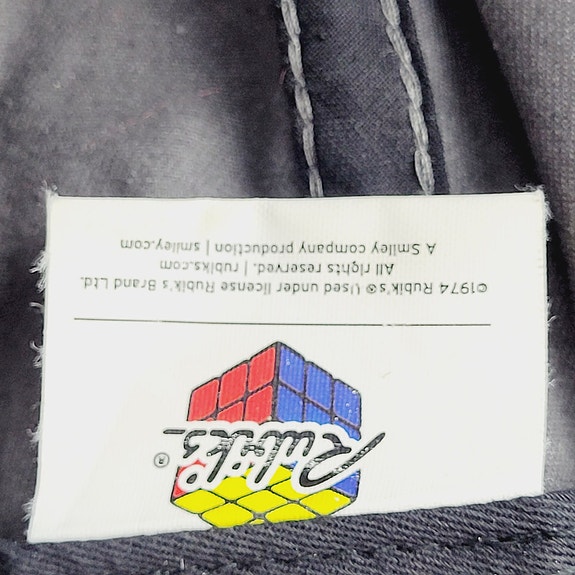 Rubik's
®
©1974 Rubik's® Used under license Rubik's Brand Ltd.
All rights reserved. | rubiks.com
A Smiley company production | smiley.com